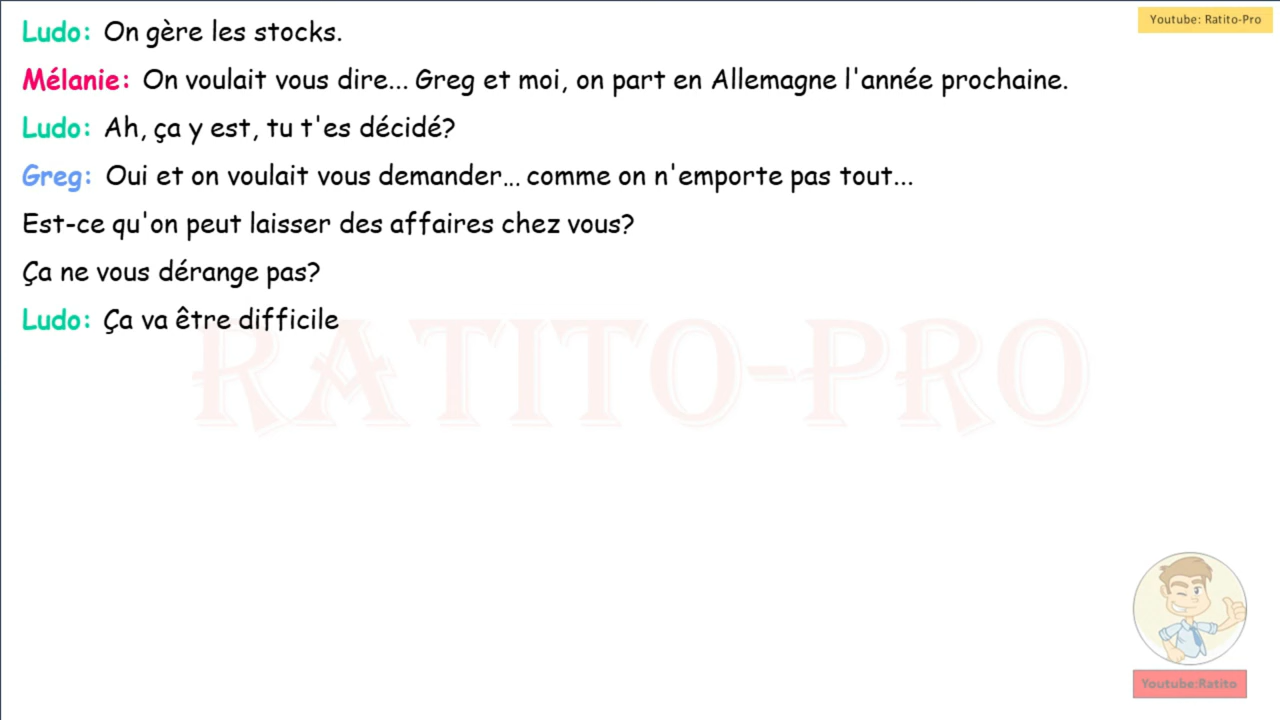 Ludo: On gère les stocks.
Youtube: Ratito-Pro
Mélanie: On voulait vous dire... Greg et moi, on part en Allemagne l'année prochaine.
Ludo: Ah, ça y est, tu t'es décidé?
Greg: Oui et on voulait vous demander... comme on n'emporte pas tout...
Est-ce qu'on peut laisser des affaires chez vous?
Ça ne vous dérange pas?
Ludo: Ça va être difficile
RATITO-PRO
Youtube:Ratito